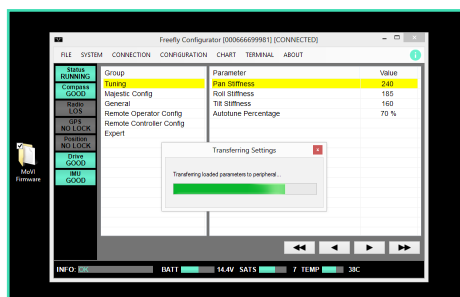 Freefly Configurator [000666699981] [CONNECTED]
FILE SYSTEM CONNECTION CONFIGURATION CHART TERMINAL ABOUT
Status
RUNNING
Compass
GOOD
Radio
LOS
GPS
NO LOCK
Position
NO LOCK
Drive
GOOD
IMU
GOOD
Group
Tuning
Majestic Config
General
Remote Operator Config
Remote Controller Config
Expert
Parameter Value
Pan Stiffness 240
Roll Stiffness 185
Tilt Stiffness 160
Autotune Percentage 70 %
Transferring Settings
Transferring loaded parameters to peripheral...
MoVI
Firmware
INFO: OK BATT 14.4V SATS 7 TEMP 38C